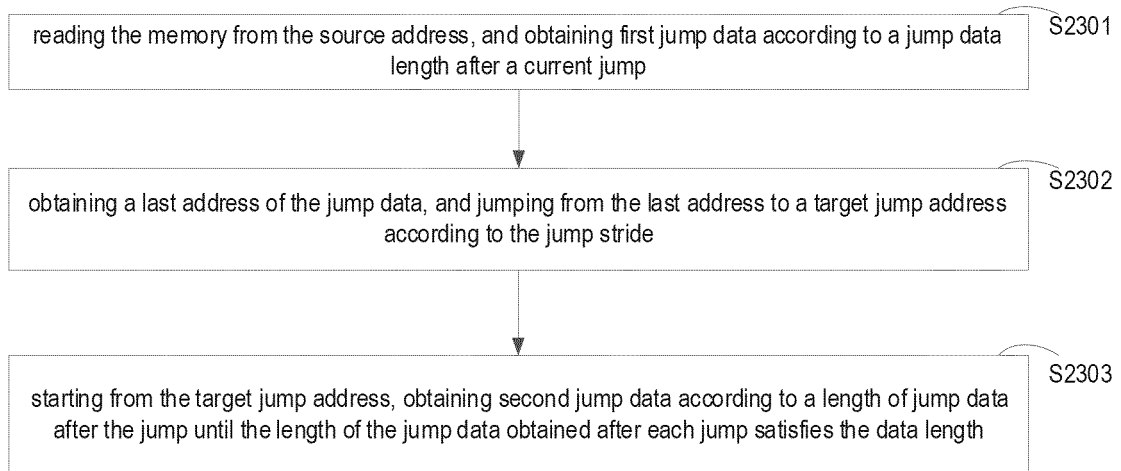 S2301
reading the memory from the source address, and obtaining first jump data according to a jump data
length after a current jump
S2302
obtaining a last address of the jump data, and jumping from the last address to a target jump address
according to the jump stride
S2303
starting from the target jump address, obtaining second jump data according to a length of jump data
after the jump until the length of the jump data obtained after each jump satisfies the data length